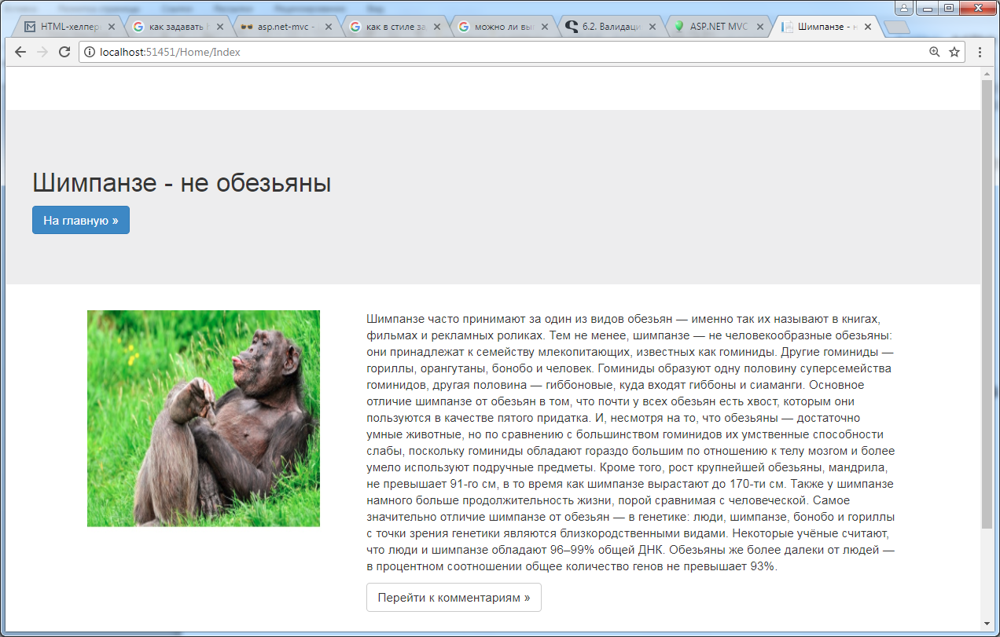 HTML-хелпер
как задавать
asp.net-mvc -
как в стиле за
можно ли вы
6.2. Валидаци
ASP.NET MVC
Шимпанзе - н
localhost:51451/Home/Index
Шимпанзе - не обезьяны
На главную »
Шимпанзе часто принимают за один из видов обезьян — именно так их называют в книгах,
фильмах и рекламных роликах. Тем не менее, шимпанзе — не человекообразные обезьяны:
они принадлежат к семейству млекопитающих, известных как гоминиды. Другие гоминиды —
гориллы, орангутаны, бонобо и человек. Гоминиды образуют одну половину суперсемейства
гоминидов, другая половина — гиббоновые, куда входят гиббоны и сиаманги. Основное
отличие шимпанзе от обезьян в том, что почти у всех обезьян есть хвост, которым они
пользуются в качестве пятого придатка. И, несмотря на то, что обезьяны — достаточно
умные животные, но по сравнению с большинством гоминидов их умственные способности
слабы, поскольку гоминиды обладают гораздо большим по отношению к телу мозгом и более
умело используют подручные предметы. Кроме того, рост крупнейшей обезьяны, мандрила,
не превышает 91-го см, в то время как шимпанзе вырастают до 170-ти см. Также у шимпанзе
намного больше продолжительность жизни, порой сравнимая с человеческой. Самое
значительно отличие шимпанзе от обезьян — в генетике: люди, шимпанзе, бонобо и гориллы
с точки зрения генетики являются близкородственными видами. Некоторые учёные считают,
что люди и шимпанзе обладают 96–99% общей ДНК. Обезьяны же более далеки от людей —
в процентном соотношении общее количество генов не превышает 93%.
Перейти к комментариям »